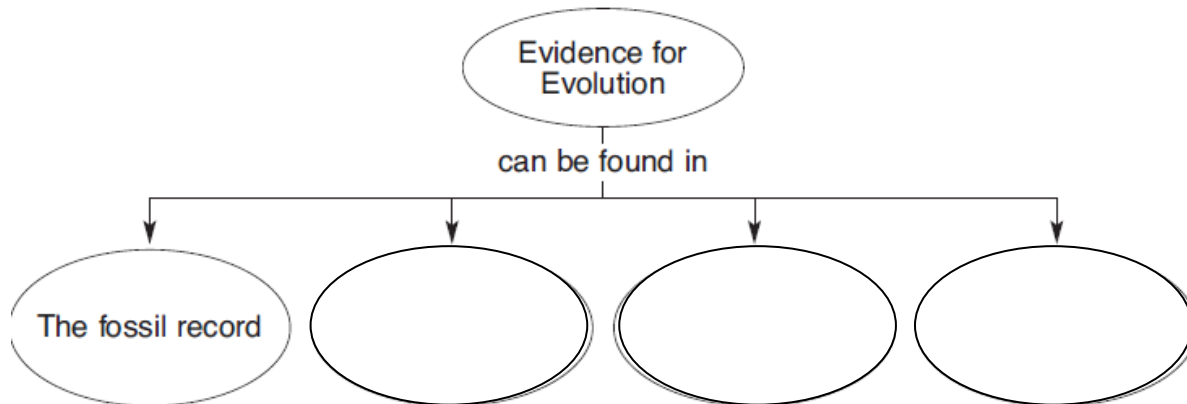 Evidence for
Evolution
can be found in
The fossil record